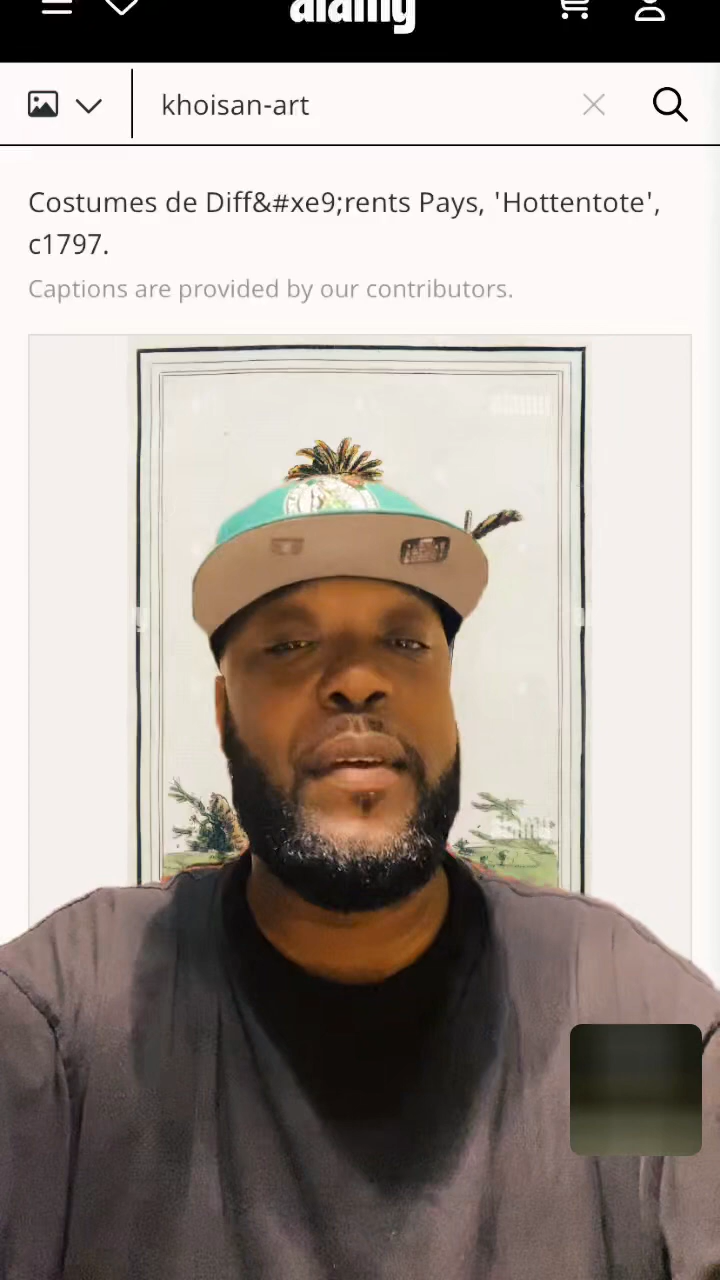 alamy
khoisan-art
Costumes de Diff&#xe9;rents Pays, 'Hottentote',
c1797.
Captions are provided by our contributors.